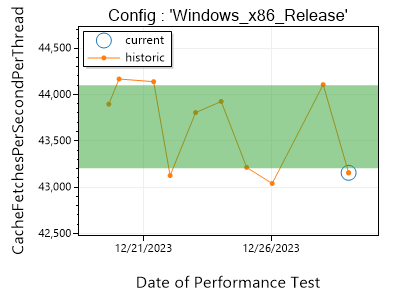 Config : 'Windows_x86_Release'
CacheFetchesPerSecondPerThread
44,500
44,000
43,500
43,000
42,500
current
historic
12/21/2023
12/26/2023
Date of Performance Test